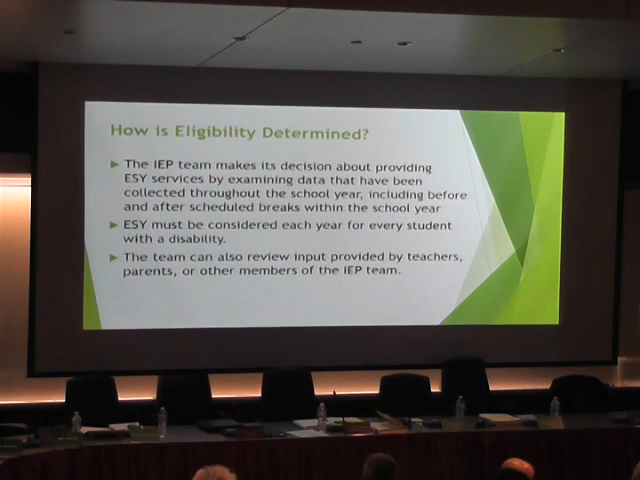 How is Eligibility Determined?
The IEP team makes its decision about providing
ESY services by examining data that have been
collected throughout the school year, including before
and after scheduled breaks within the school year
ESY must be considered each year for every student
with a disability.
The team can also review input provided by teachers,
parents, or other members of the IEP team.